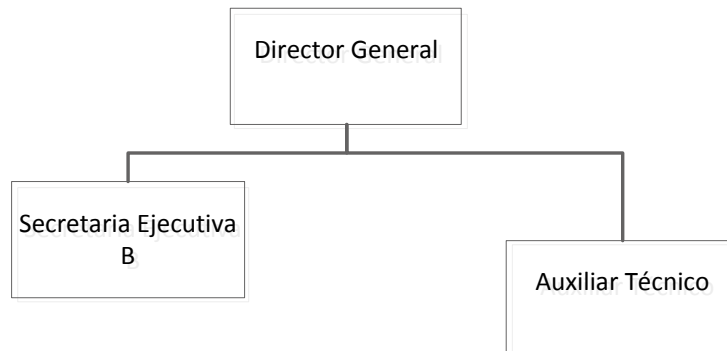 Director General
Secretaria Ejecutiva
B
Auxiliar Técnico